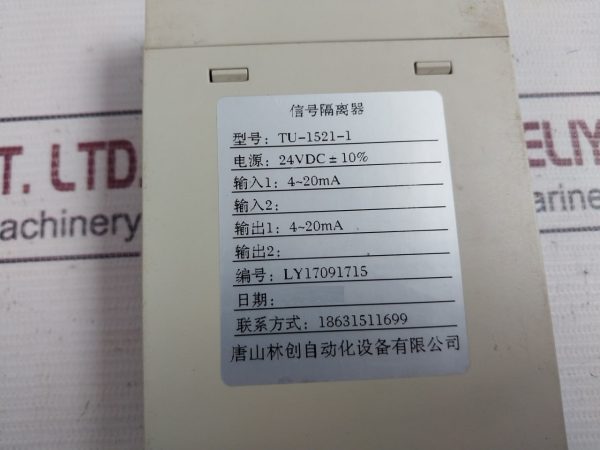 信号隔离器
型号: TU-1521-1
电源: 24VDC ± 10%
输入1: 4~20mA
输入2:
输出1: 4~20mA
输出2:
编号: LY17091715
日期:
联系方式: 18631511699
唐山林创自动化设备有限公司
T. LTD.
achinery
ELIY
arine